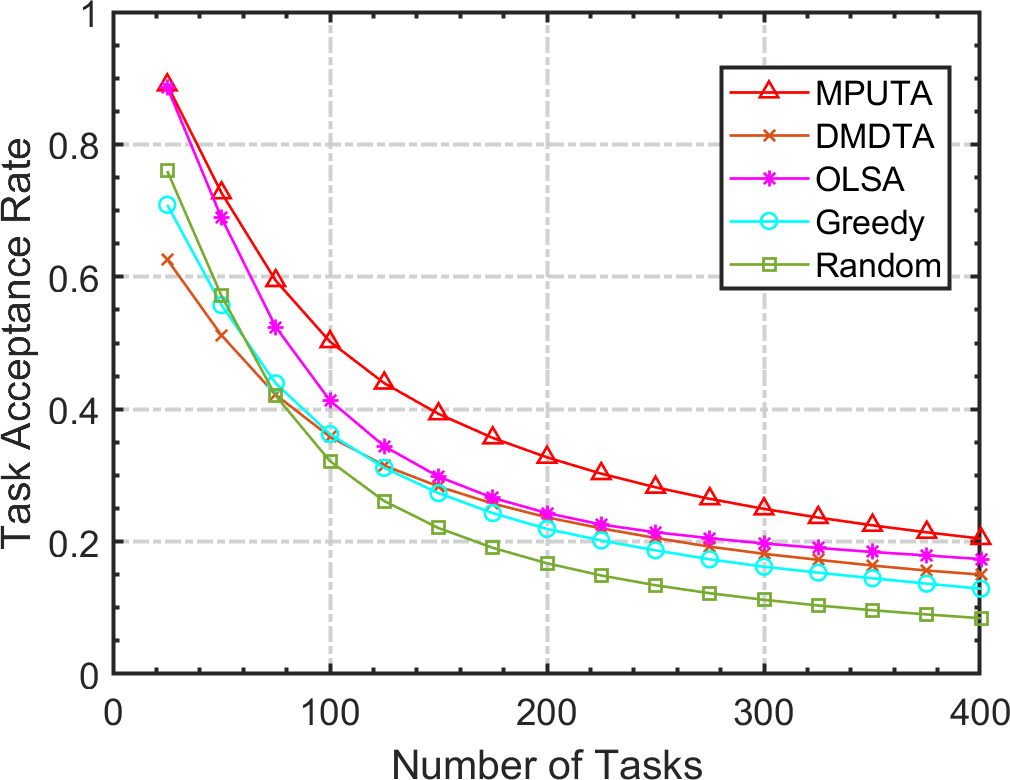 1
0.8
0.6
0.4
0.2
0
0
100
200
300
400
Task Acceptance Rate
Number of Tasks
MPUTA
DMDTA
OLSA
Greedy
Random